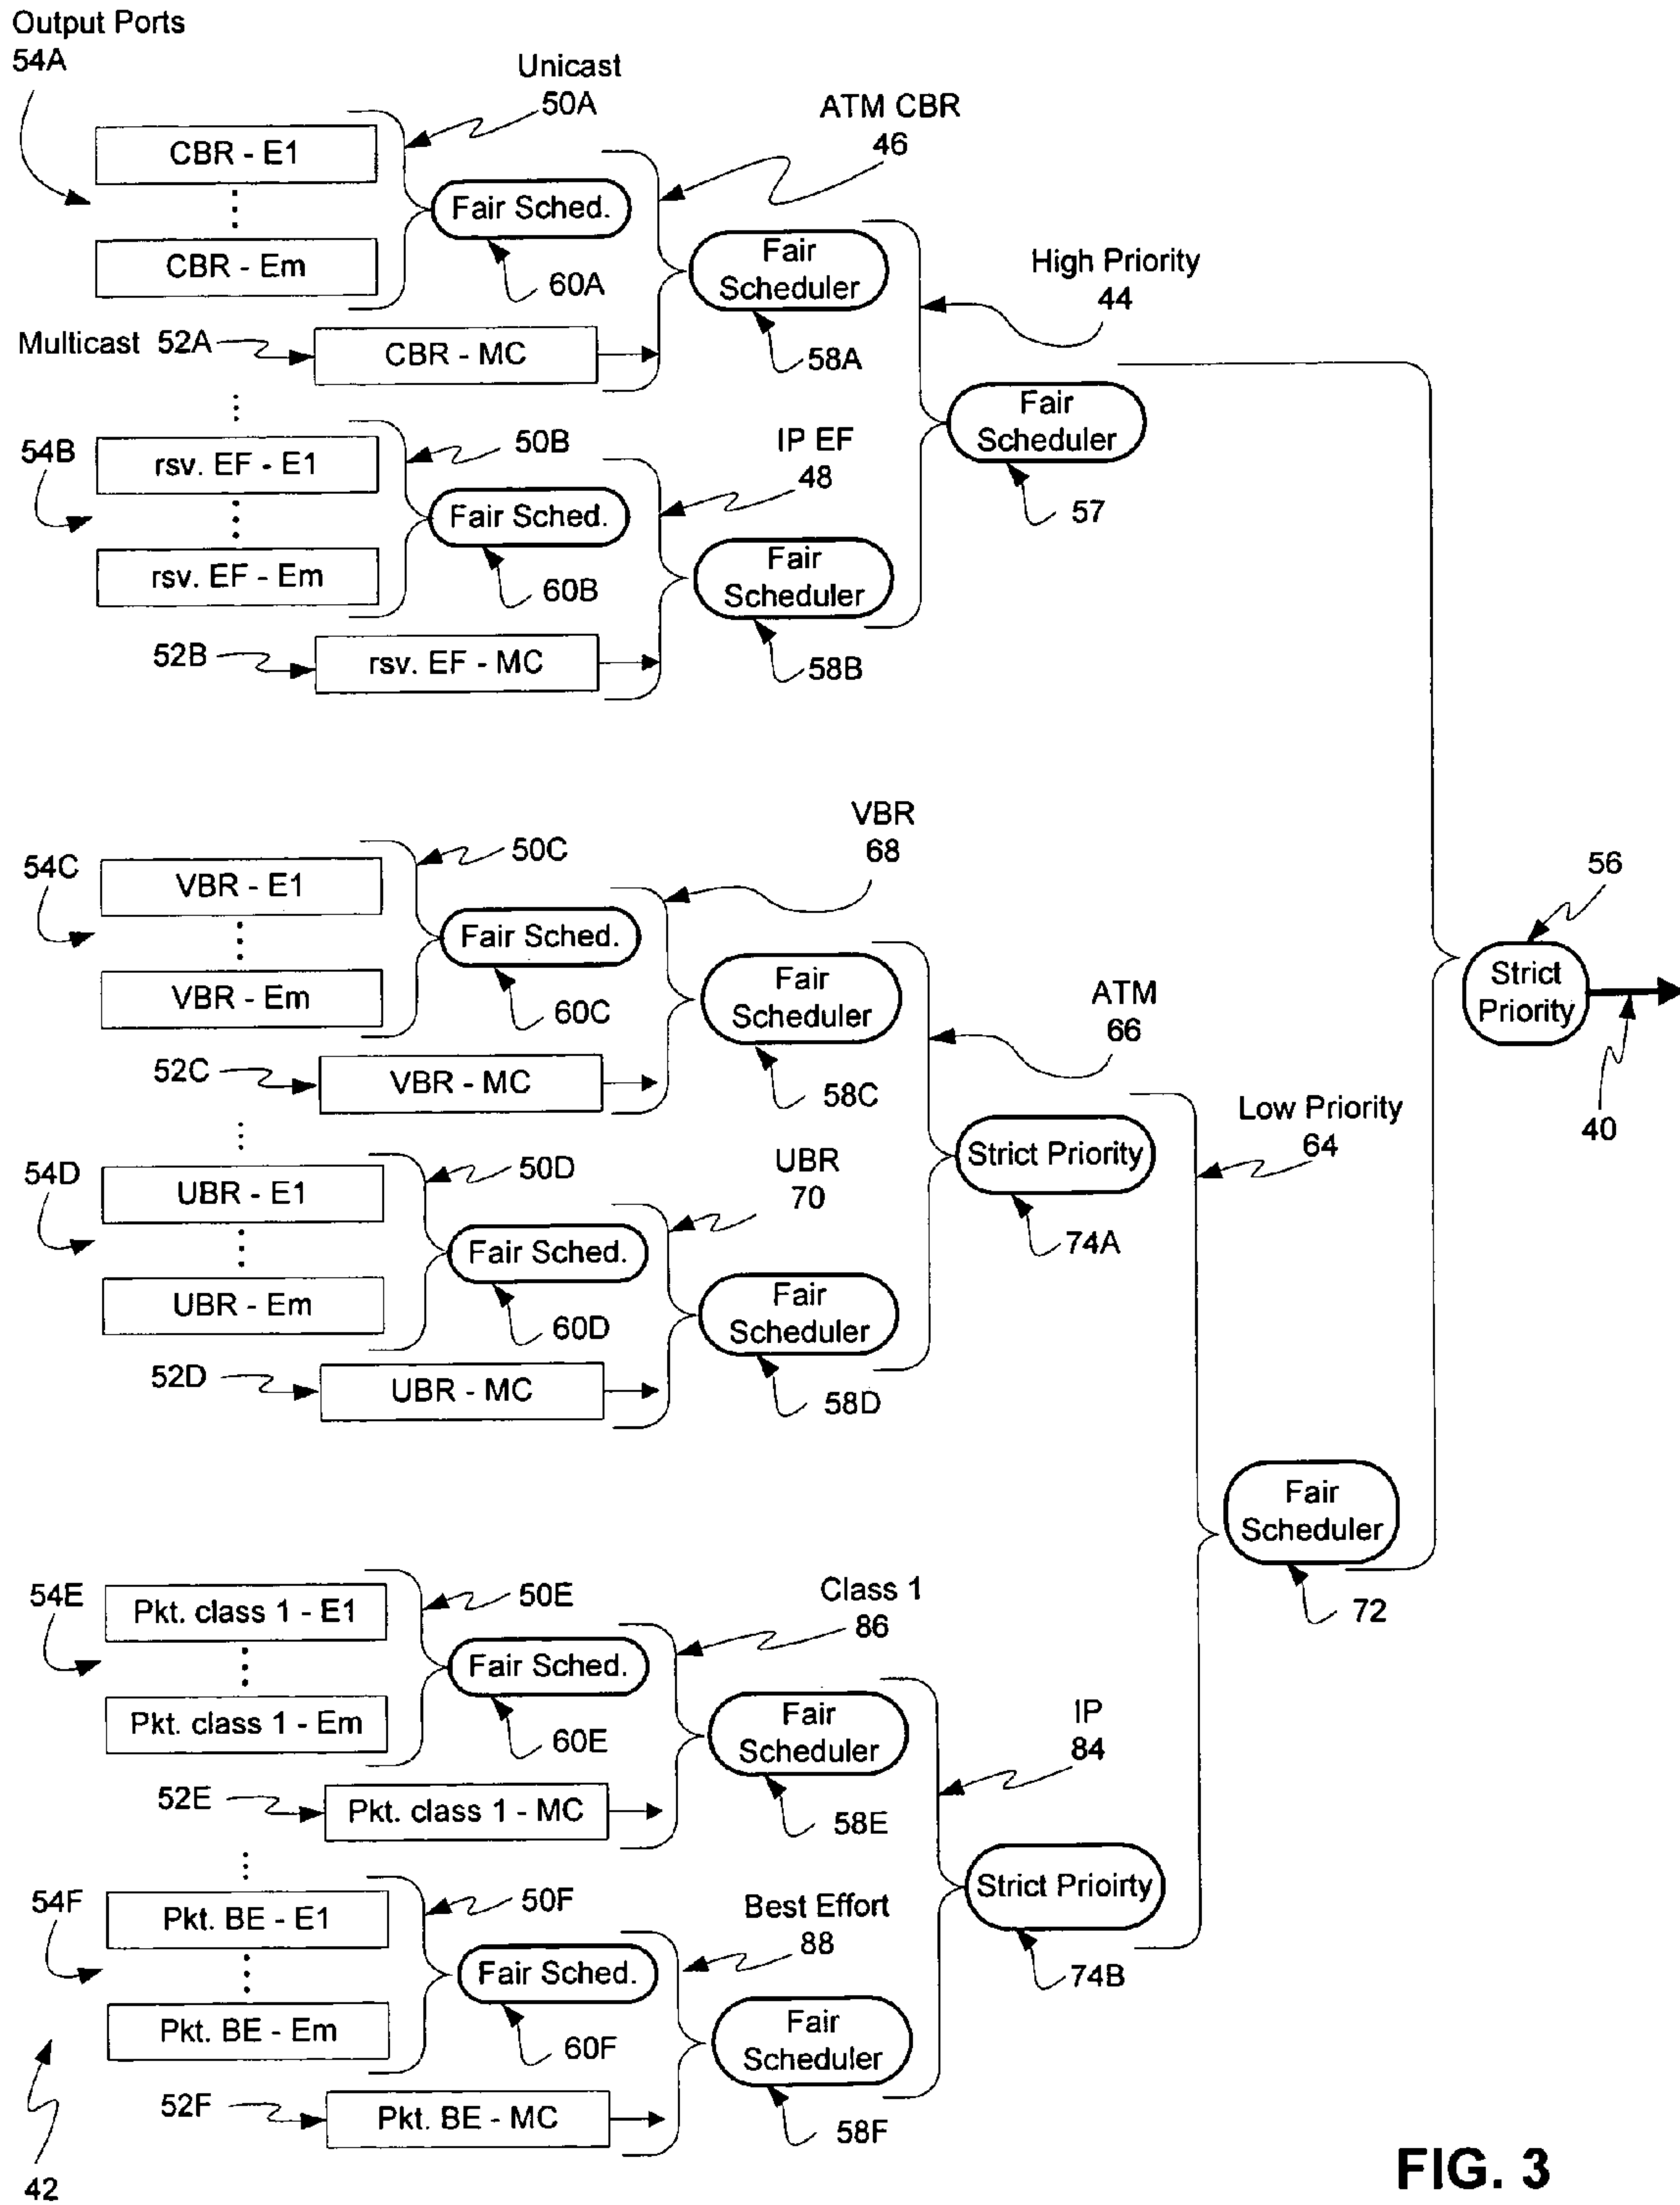 Output Ports
54A
Unicast
50A
ATM CBR
46
CBR - E1
Fair Sched.
CBR - Em
60A
Fair
Scheduler
High Priority
44
Multicast 52A
CBR - MC
58A
Fair
Scheduler
54B
50B
IP EF
48
rsv. EF - E1
Fair Sched.
57
rsv. EF - Em
60B
Fair
Scheduler
52B
rsv. EF - MC
58B
VBR
68
54C
50C
56
VBR - E1
Fair Sched.
VBR - Em
60C
Fair
Scheduler
ATM
66
Strict
Priority
52C
VBR - MC
58C
Low Priority
64
40
54D
50D
UBR
70
Strict Priority
UBR - E1
Fair Sched.
74A
UBR - Em
60D
Fair
Scheduler
52D
UBR - MC
58D
Fair
Scheduler
54E
50E
Class 1
86
72
Pkt. class 1 - E1
Fair Sched.
Pkt. class 1 - Em
60E
Fair
Scheduler
IP
84
52E
Pkt. class 1 - MC
58E
54F
50F
Best Effort
88
Strict Prioirty
Pkt. BE - E1
Fair Sched.
74B
Pkt. BE - Em
60F
Fair
Scheduler
52F
Pkt. BE - MC
58F
42
FIG. 3